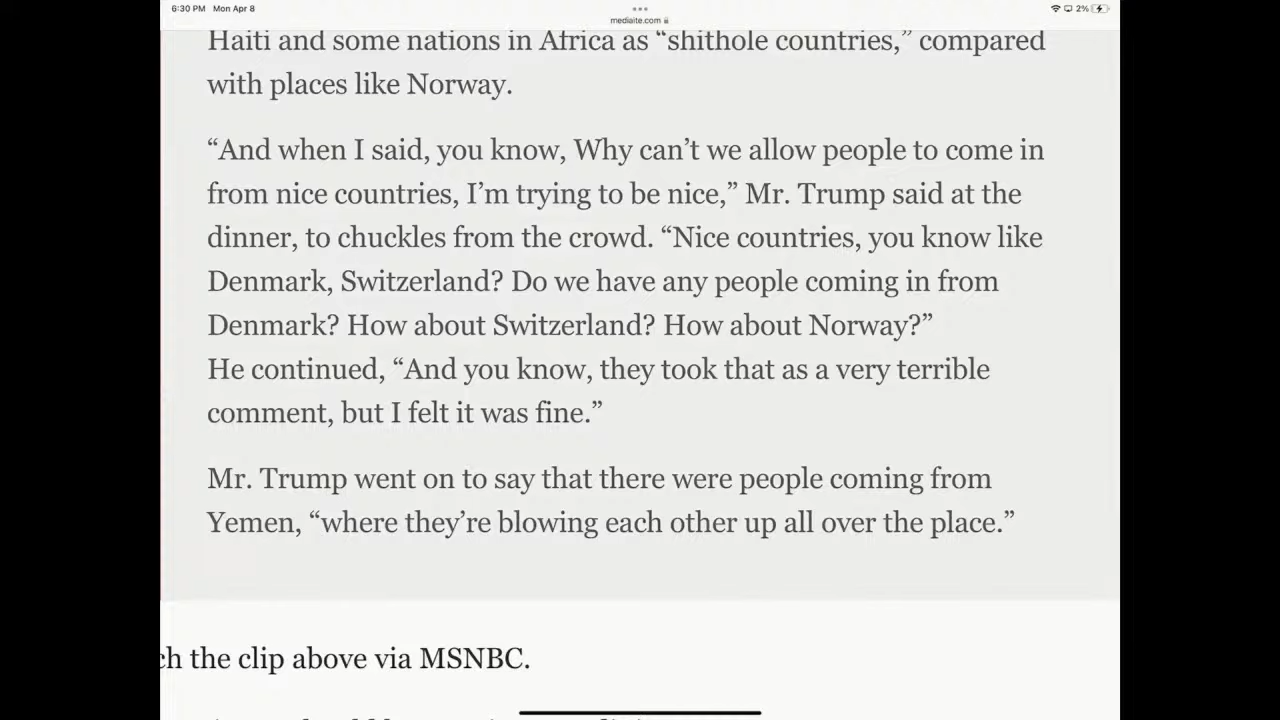 6:30 PM Mon Apr 8
mediaite.com
2%
Haiti and some nations in Africa as “shithole countries,” compared
with places like Norway.
“And when I said, you know, Why can’t we allow people to come in
from nice countries, I’m trying to be nice,” Mr. Trump said at the
dinner, to chuckles from the crowd. “Nice countries, you know like
Denmark, Switzerland? Do we have any people coming in from
Denmark? How about Switzerland? How about Norway?”
He continued, “And you know, they took that as a very terrible
comment, but I felt it was fine.”
Mr. Trump went on to say that there were people coming from
Yemen, “where they’re blowing each other up all over the place.”
ch the clip above via MSNBC.